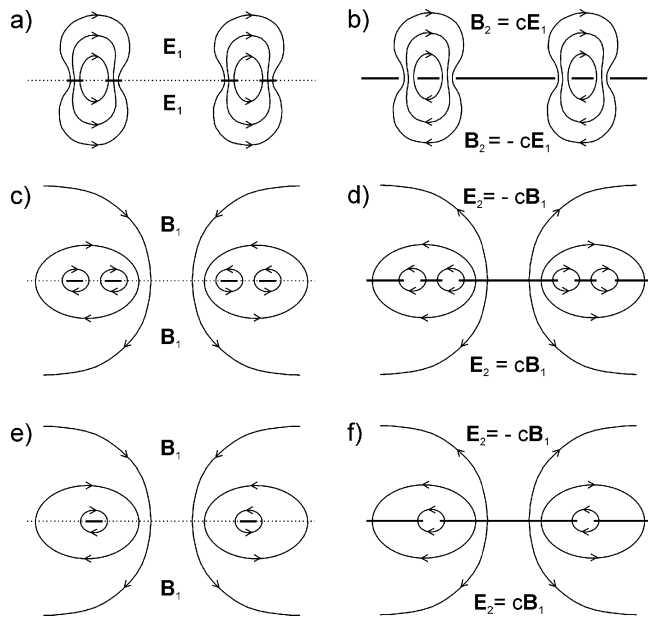 a)
E₁
E₁
b)
B₂ = cE₁
B₂ = - cE₁
c)
B₁
B₁
d)
E₂= - cB₁
E₂ = cB₁
e)
B₁
B₁
f)
E₂= - cB₁
E₂= cB₁